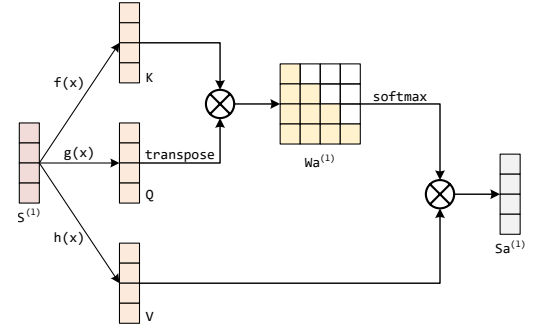 K
f(x)
softmax
g(x)
transpose
Wa(1)
Q
S(1)
h(x)
Sa(1)
V